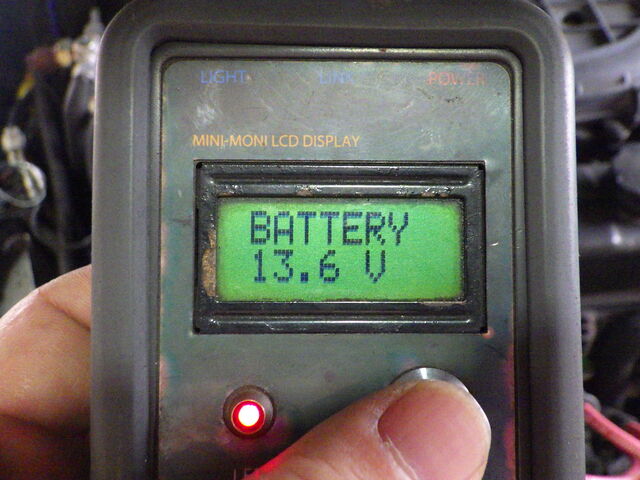 LIGHT LINK POWER
MINI-MONI LCD DISPLAY
BATTERY
13.6 V